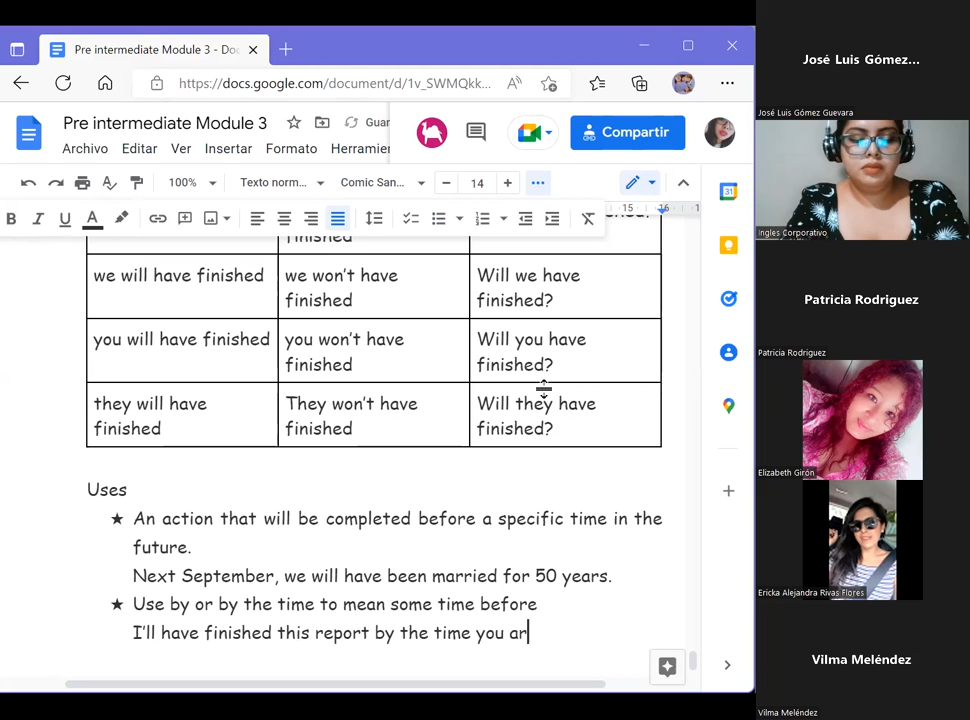 Pre intermediate Module 3 - Doc
https://docs.google.com/document/d/1v_SWMQkk...
Pre intermediate Module 3
Guar
Archivo Editar Ver Insertar Formato Herramier
Compartir
100% Texto norm... Comic San... 14
15 16 1
finished
we will have finished we won't have finished Will we have finished?
you will have finished you won't have finished Will you have finished?
they will have finished They won't have finished Will they have finished?
Uses
★ An action that will be completed before a specific time in the
future.
Next September, we will have been married for 50 years.
★ Use by or by the time to mean some time before
I'll have finished this report by the time you ar
José Luis Gómez...
José Luis Gómez Guevara
Ingles Corporativo
Patricia Rodriguez
Patricia Rodriguez
Elizabeth Girón
Ericka Alejandra Rivas Flores
Vilma Meléndez
Vilma Meléndez